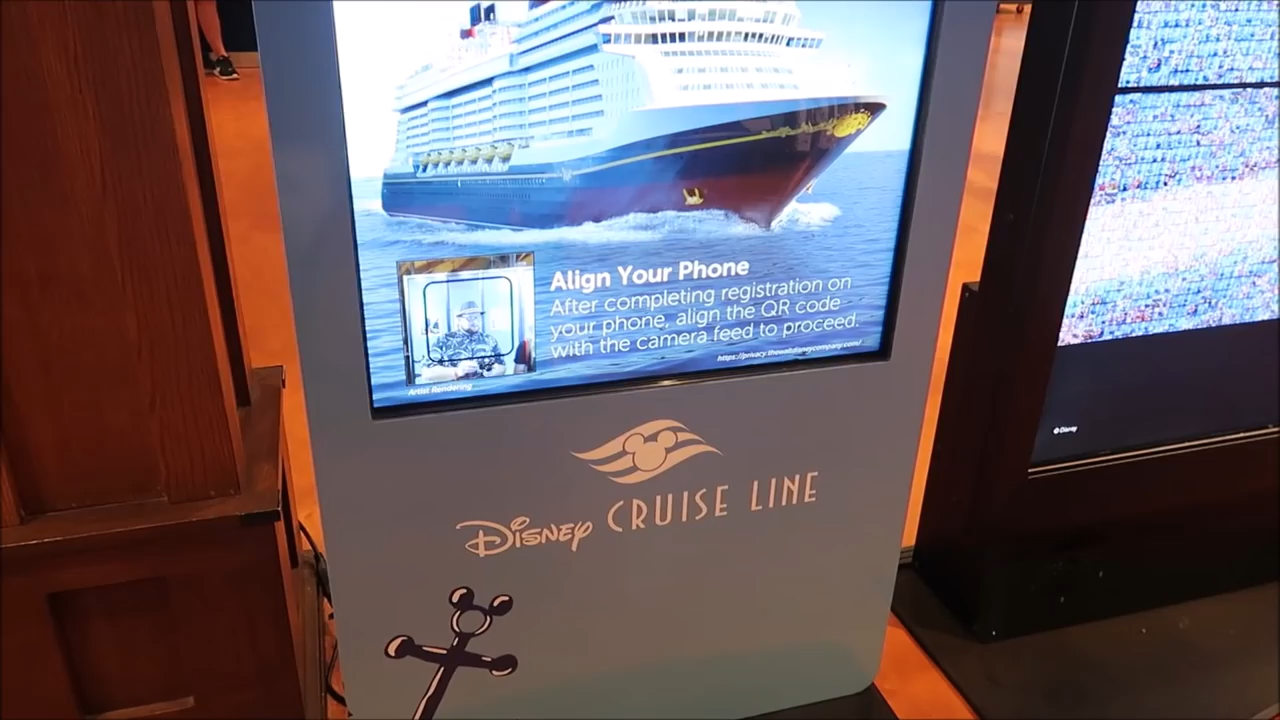 Align Your Phone
After completing registration on
your phone, align the QR code
with the camera feed to proceed.
https://privacy.thewaltdisneycompany.com/
Artist Rendering
Disney CRUISE LINE
©Disney